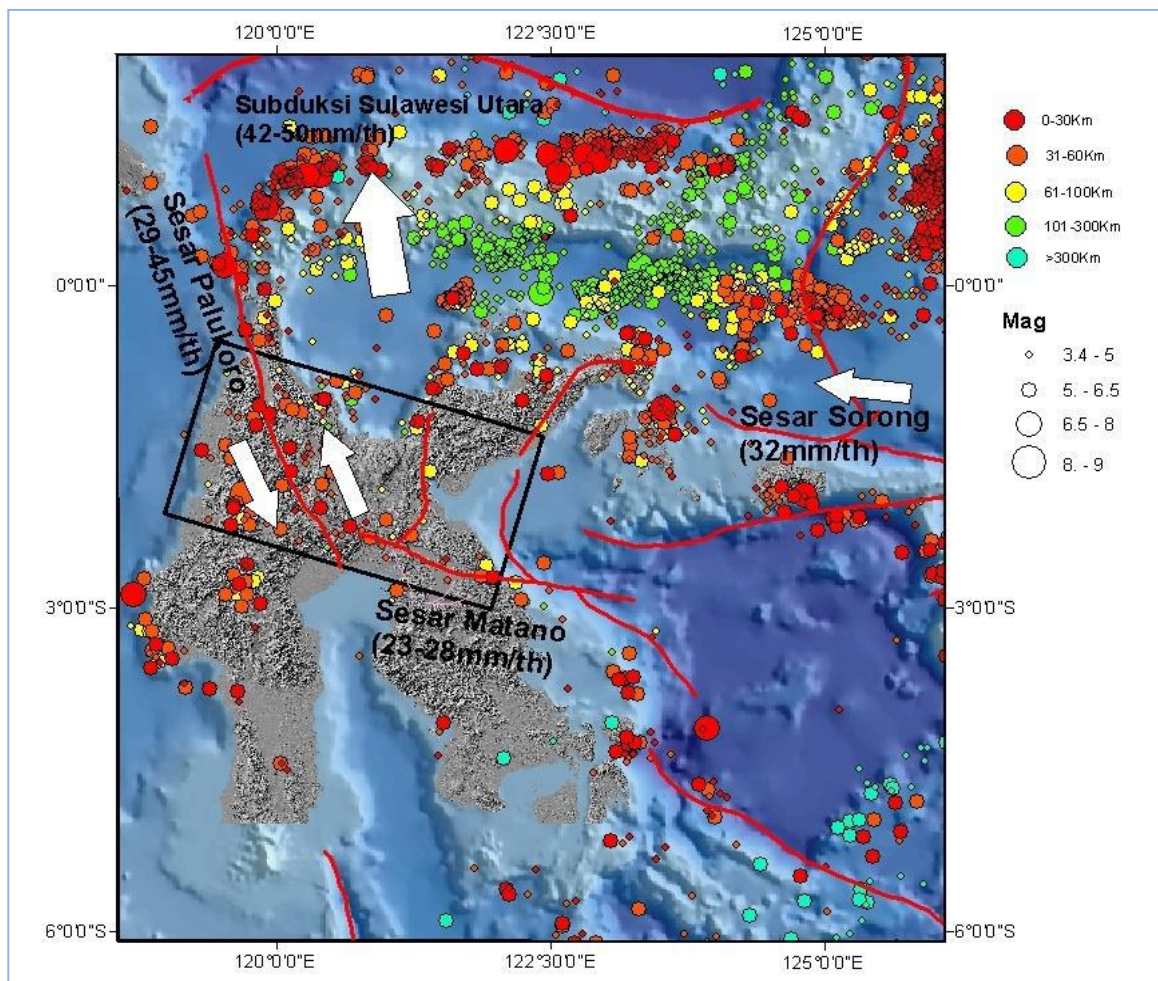 120°0'0"E 122°30'0"E 125°0'0"E
Subduksi Sulawesi Utara
(42-50mm/th)
Sesar Palukoro
(29-45mm/th)
0°0'0" 0°0'0"
Sesar Sorong
(32mm/th)
3°0'0"S 3°0'0"S
Sesar Matano
(23-28mm/th)
6°0'0"S 6°0'0"S
120°0'0"E 122°30'0"E 125°0'0"E
0-30Km
31-60Km
61-100Km
101-300Km
>300Km
Mag
3.4 - 5
5. - 6.5
6.5 - 8
8. - 9